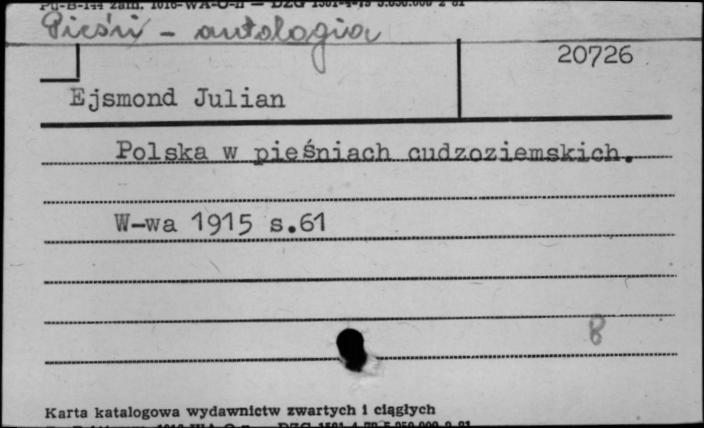 Pieśni - antologia
20726
Ejsmond Julian
Polska w pieśniach cudzoziemskich.
W-wa 1915 s.61
8
Karta katalogowa wydawnictw zwartych i ciągłych